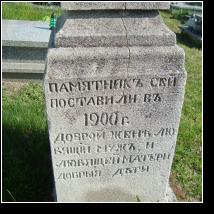 ПАМЯТНИКЪ СЕЙ
ПОСТАВИЛИ ВЪ
1900 г.
ДОБРОЙ ЖЕНѢ ЛЮ
БЯЩІЙ МУЖЪ И
ЛЮБЯЩЕЙ МАТЕРИ
ДОБРЫЯ ДѢТИ